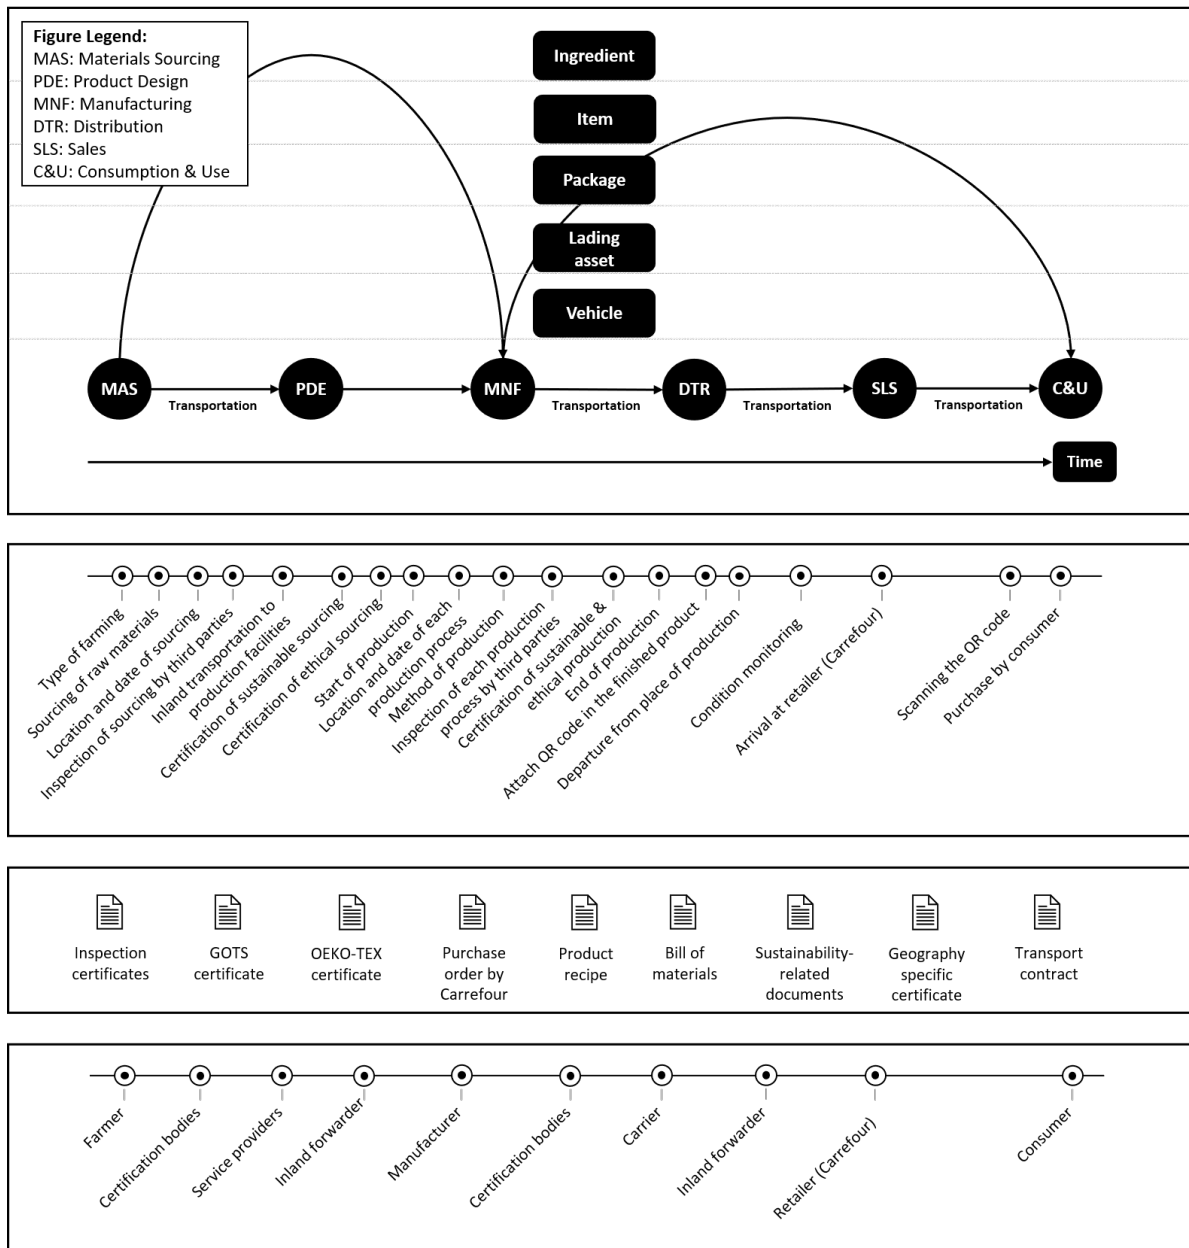 Figure Legend:
MAS: Materials Sourcing
PDE: Product Design
MNF: Manufacturing
DTR: Distribution
SLS: Sales
C&U: Consumption & Use
Ingredient
Item
Package
Lading
asset
Vehicle
MAS
PDE
MNF
DTR
SLS
C&U
Transportation
Transportation
Transportation
Transportation
Time
Type of farming
Sourcing of raw materials
Location and date of sourcing
Inspection of sourcing by third parties
Inland transportation to
production facilities
Certification of sustainable sourcing
Certification of ethical sourcing
Start of production
Location and date of each
production process
Method of production
Inspection of each production
process by third parties
Certification of sustainable &
ethical production
End of production
Attach QR code in the finished product
Departure from place of production
Condition monitoring
Arrival at retailer (Carrefour)
Scanning the QR code
Purchase by consumer
Inspection
certificates
GOTS
certificate
OEKO-TEX
certificate
Purchase
order by
Carrefour
Product
recipe
Bill of
materials
Sustainability-
related
documents
Geography
specific
certificate
Transport
contract
Farmer
Certification bodies
Service providers
Inland forwarder
Manufacturer
Certification bodies
Carrier
Inland forwarder
Retailer (Carrefour)
Consumer